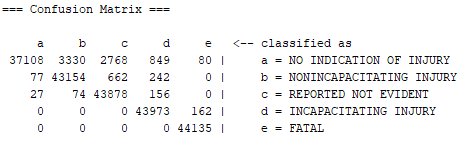 === Confusion Matrix ===
a b c d e <-- classified as
37108 3330 2768 849 80 | a = NO INDICATION OF INJURY
77 43154 662 242 0 | b = NONINCAPACITATING INJURY
27 74 43878 156 0 | c = REPORTED NOT EVIDENT
0 0 0 43973 162 | d = INCAPACITATING INJURY
0 0 0 0 44135 | e = FATAL